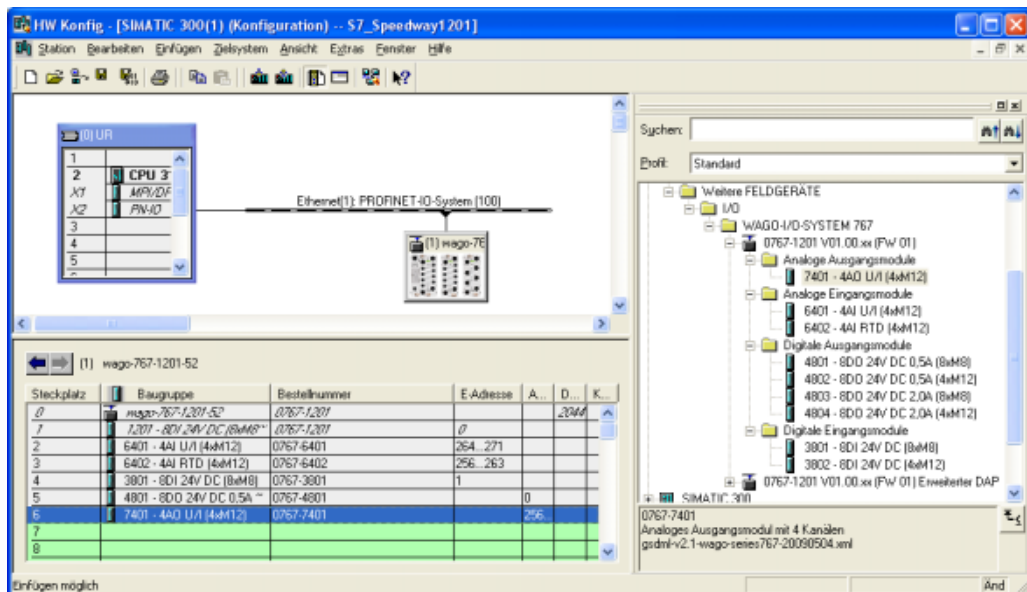 HW Konfig - [SIMATIC 300(1) (Konfiguration) -- S7_Speedway1201]
Station Bearbeiten Einfügen Zielsystem Ansicht Extras Fenster Hilfe
(0) UR
1
2 CPU 3
X1 MPI/DP
X2 PN-IO
3
4
5
Ethernet(1): PROFINET-IO-System (100)
(1) wago-76
Suchen:
Profil: Standard
Weitere FELDGERÄTE
I/O
WAGO-I/O-SYSTEM 767
0767-1201 V01.00.xx (FW 01)
Analoge Ausgangsmodule
7401 - 4AO U/I (4xM12)
Analoge Eingangsmodule
6401 - 4AI U/I (4xM12)
6402 - 4AI RTD (4xM12)
Digitale Ausgangsmodule
4801 - 8DO 24V DC 0,5A (8xM8)
4802 - 8DO 24V DC 0,5A (4xM12)
4803 - 8DO 24V DC 2,0A (8xM8)
4804 - 8DO 24V DC 2,0A (4xM12)
Digitale Eingangsmodule
3801 - 8DI 24V DC (8xM8)
3802 - 8DI 24V DC (4xM12)
0767-1201 V01.00.xx (FW 01) Erweiterter DAP
SIMATIC 300
0767-7401
Analoges Ausgangsmodul mit 4 Kanälen
gsdml-v2.1-wago-series767-20090504.xml
(1) wago-767-1201-52
Steckplatz Baugruppe Bestellnummer E-Adresse A... D... K...
0 wago-767-1201-52 0767-1201 2044
1 1201 - 8DI 24V DC (8xM8~ 0767-1201 0
2 6401 - 4AI U/I (4xM12) 0767-6401 264...271
3 6402 - 4AI RTD (4xM12) 0767-6402 256...263
4 3801 - 8DI 24V DC (8xM8) 0767-3801 1
5 4801 - 8DO 24V DC 0,5A ~ 0767-4801 0
6 7401 - 4AO U/I (4xM12) 0767-7401 256...
7
8
Einfügen möglich Änd